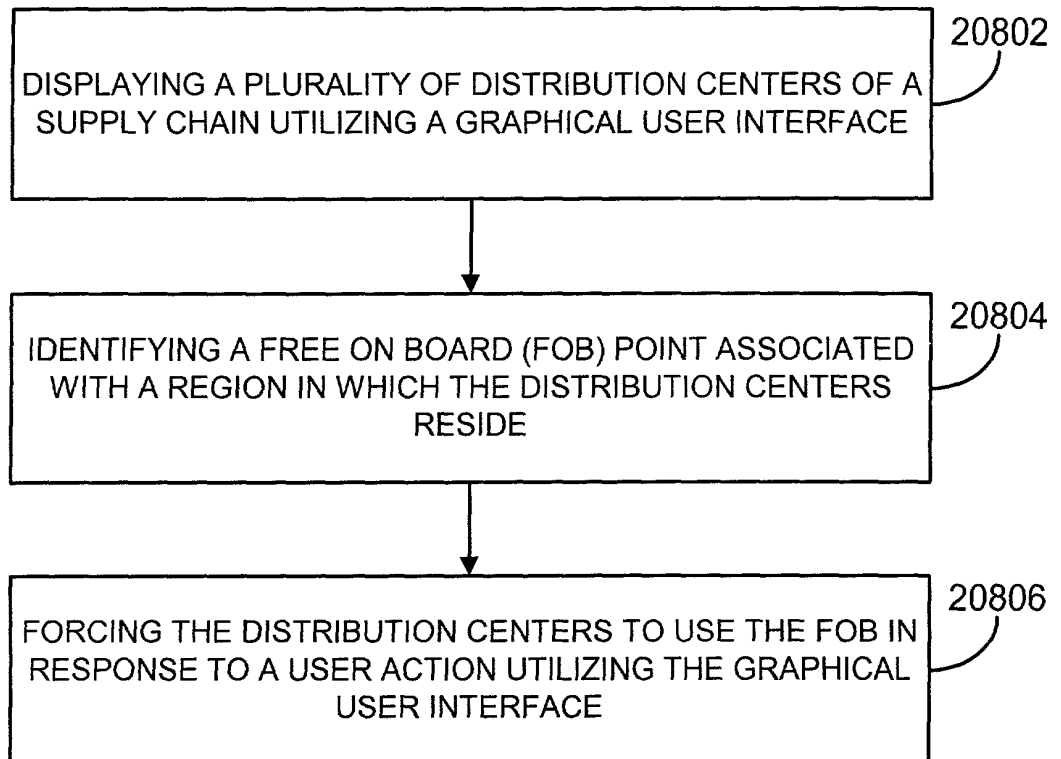 20802
DISPLAYING A PLURALITY OF DISTRIBUTION CENTERS OF A
SUPPLY CHAIN UTILIZING A GRAPHICAL USER INTERFACE
20804
IDENTIFYING A FREE ON BOARD (FOB) POINT ASSOCIATED
WITH A REGION IN WHICH THE DISTRIBUTION CENTERS
RESIDE
20806
FORCING THE DISTRIBUTION CENTERS TO USE THE FOB IN
RESPONSE TO A USER ACTION UTILIZING THE GRAPHICAL
USER INTERFACE